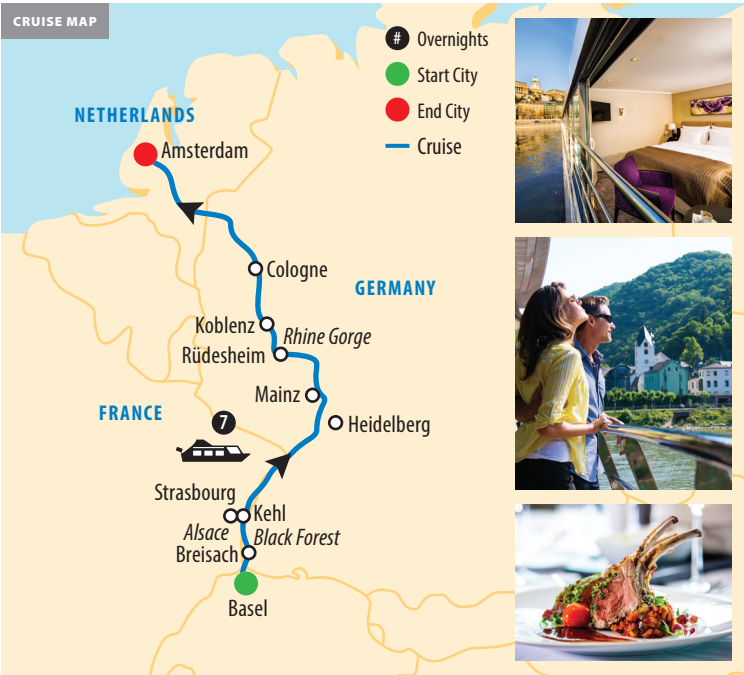 CRUISE MAP
# Overnights
Start City
End City
Cruise
NETHERLANDS
Amsterdam
Cologne
GERMANY
Koblenz
Rhine Gorge
Rüdesheim
Mainz
FRANCE
7
Heidelberg
Strasbourg
Kehl
Alsace
Black Forest
Breisach
Basel